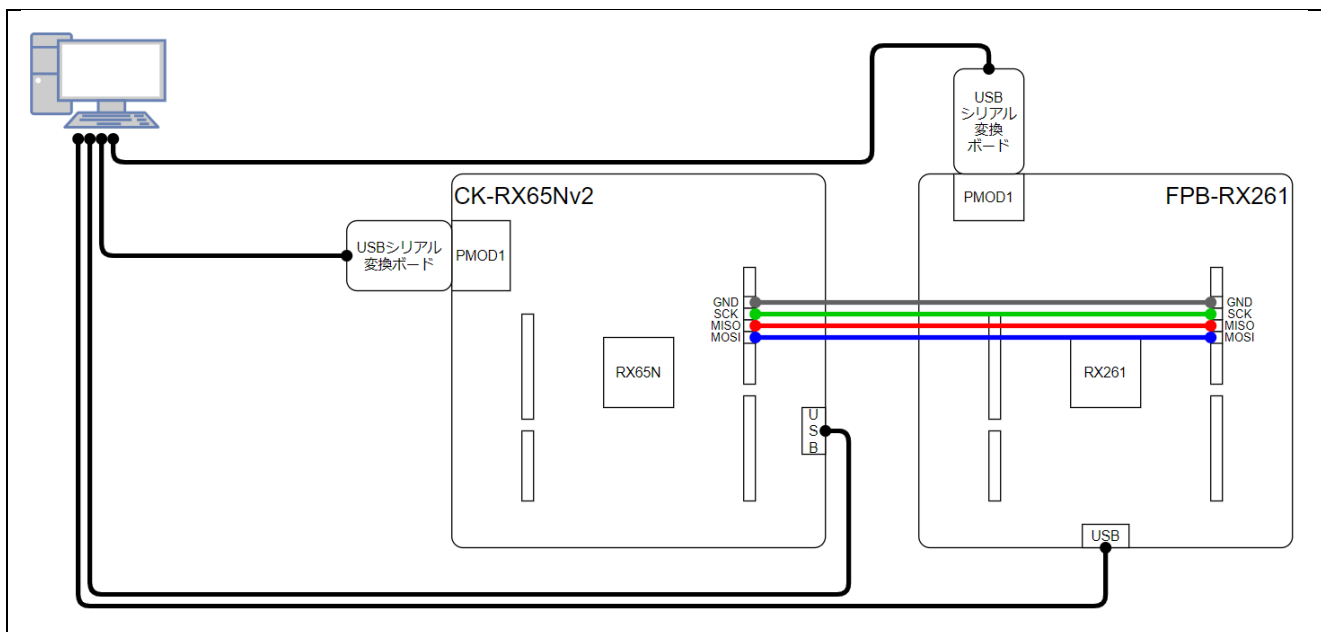 USB
シリアル
変換
ボード
CK-RX65Nv2
PMOD1
FPB-RX261
USBシリアル
変換ボード
PMOD1
GND
SCK
MISO
MOSI
GND
SCK
MISO
MOSI
RX65N
RX261
U
S
B
USB